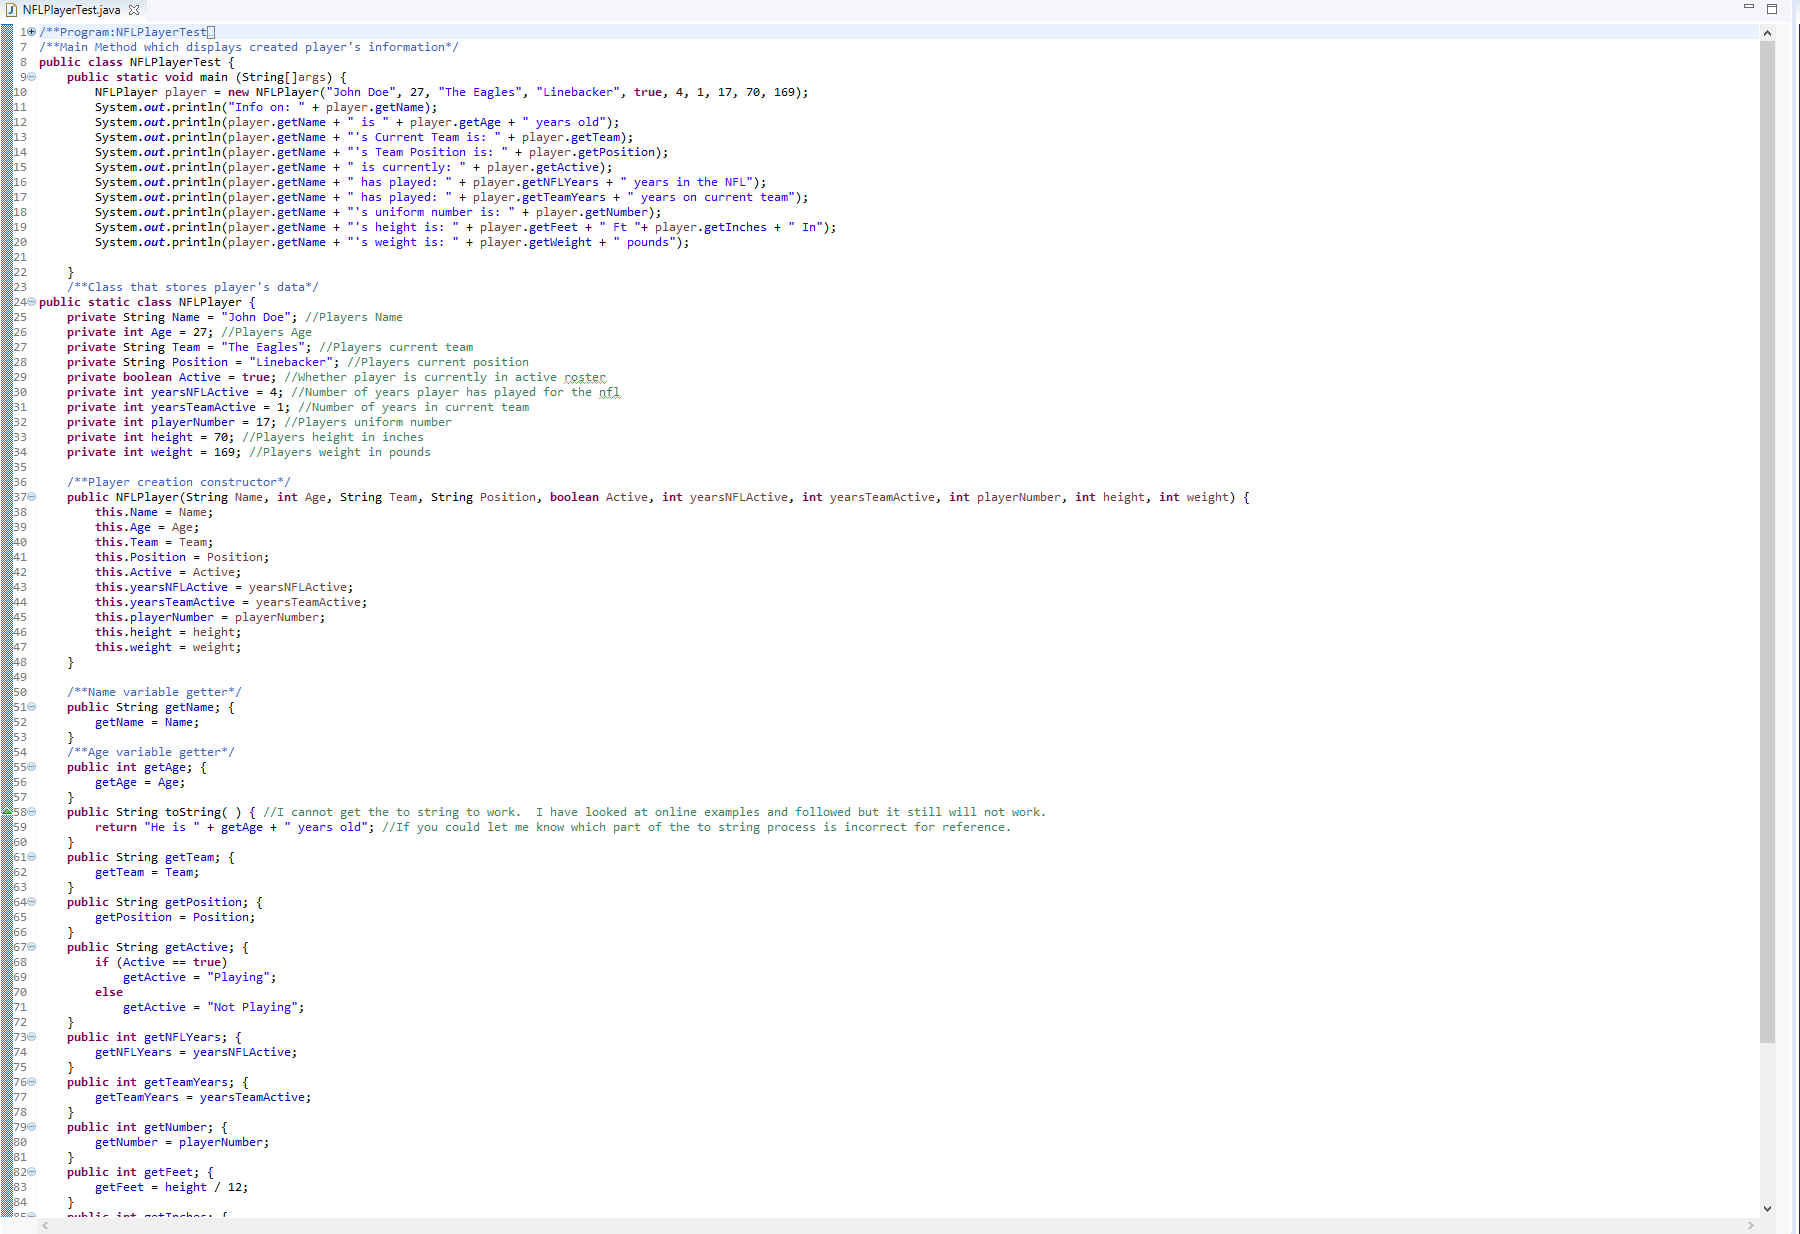 NFLPlayerTest.java
1 /**Program:NFLPlayerTest
7 /**Main Method which displays created player's information*/
8 public class NFLPlayerTest {
9 public static void main (String[]args) {
10 NFLPlayer player = new NFLPlayer("John Doe", 27, "The Eagles", "Linebacker", true, 4, 1, 17, 70, 169);
11 System.out.println("Info on: " + player.getName);
12 System.out.println(player.getName + " is " + player.getAge + " years old");
13 System.out.println(player.getName + "'s Current Team is: " + player.getTeam);
14 System.out.println(player.getName + "'s Team Position is: " + player.getPosition);
15 System.out.println(player.getName + " is currently: " + player.getActive);
16 System.out.println(player.getName + " has played: " + player.getNFLYears + " years in the NFL");
17 System.out.println(player.getName + " has played: " + player.getTeamYears + " years on current team");
18 System.out.println(player.getName + "'s uniform number is: " + player.getNumber);
19 System.out.println(player.getName + "'s height is: " + player.getFeet + " Ft "+ player.getInches + " In");
20 System.out.println(player.getName + "'s weight is: " + player.getWeight + " pounds");
21
22 }
23 /**Class that stores player's data*/
24 public static class NFLPlayer {
25 private String Name = "John Doe"; //Players Name
26 private int Age = 27; //Players Age
27 private String Team = "The Eagles"; //Players current team
28 private String Position = "Linebacker"; //Players current position
29 private boolean Active = true; //Whether player is currently in active roster
30 private int yearsNFLActive = 4; //Number of years player has played for the nfl
31 private int yearsTeamActive = 1; //Number of years in current team
32 private int playerNumber = 17; //Players uniform number
33 private int height = 70; //Players height in inches
34 private int weight = 169; //Players weight in pounds
35
36 /**Player creation constructor*/
37 public NFLPlayer(String Name, int Age, String Team, String Position, boolean Active, int yearsNFLActive, int yearsTeamActive, int playerNumber, int height, int weight) {
38 this.Name = Name;
39 this.Age = Age;
40 this.Team = Team;
41 this.Position = Position;
42 this.Active = Active;
43 this.yearsNFLActive = yearsNFLActive;
44 this.yearsTeamActive = yearsTeamActive;
45 this.playerNumber = playerNumber;
46 this.height = height;
47 this.weight = weight;
48 }
49
50 /**Name variable getter*/
51 public String getName; {
52 getName = Name;
53 }
54 /**Age variable getter*/
55 public int getAge; {
56 getAge = Age;
57 }
58 public String toString( ) { //I cannot get the to string to work.  I have looked at online examples and followed but it still will not work.
59 return "He is " + getAge + " years old"; //If you could let me know which part of the to string process is incorrect for reference.
60 }
61 public String getTeam; {
62 getTeam = Team;
63 }
64 public String getPosition; {
65 getPosition = Position;
66 }
67 public String getActive; {
68 if (Active == true)
69 getActive = "Playing";
70 else
71 getActive = "Not Playing";
72 }
73 public int getNFLYears; {
74 getNFLYears = yearsNFLActive;
75 }
76 public int getTeamYears; {
77 getTeamYears = yearsTeamActive;
78 }
79 public int getNumber; {
80 getNumber = playerNumber;
81 }
82 public int getFeet; {
83 getFeet = height / 12;
84 }
85 public int getInches; {